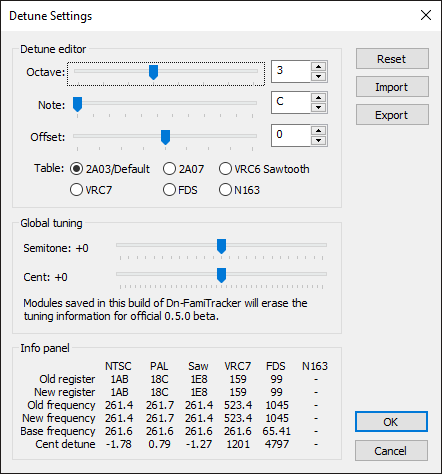 Detune Settings
Detune editor
Octave: 3
Note: C
Offset: 0
Table: 2A03/Default 2A07 VRC6 Sawtooth
VRC7 FDS N163
Reset
Import
Export
Global tuning
Semitone: +0
Cent: +0
Modules saved in this build of Dn-FamiTracker will erase the
tuning information for official 0.5.0 beta.
Info panel
NTSC PAL Saw VRC7 FDS N163
Old register 1AB 18C 1E8 159 99 -
New register 1AB 18C 1E8 159 99 -
Old frequency 261.4 261.7 261.4 523.4 1045 -
New frequency 261.4 261.7 261.4 523.4 1045 -
Base frequency 261.6 261.6 261.6 261.6 65.41 -
Cent detune -1.78 0.79 -1.27 1201 4797 -
OK
Cancel